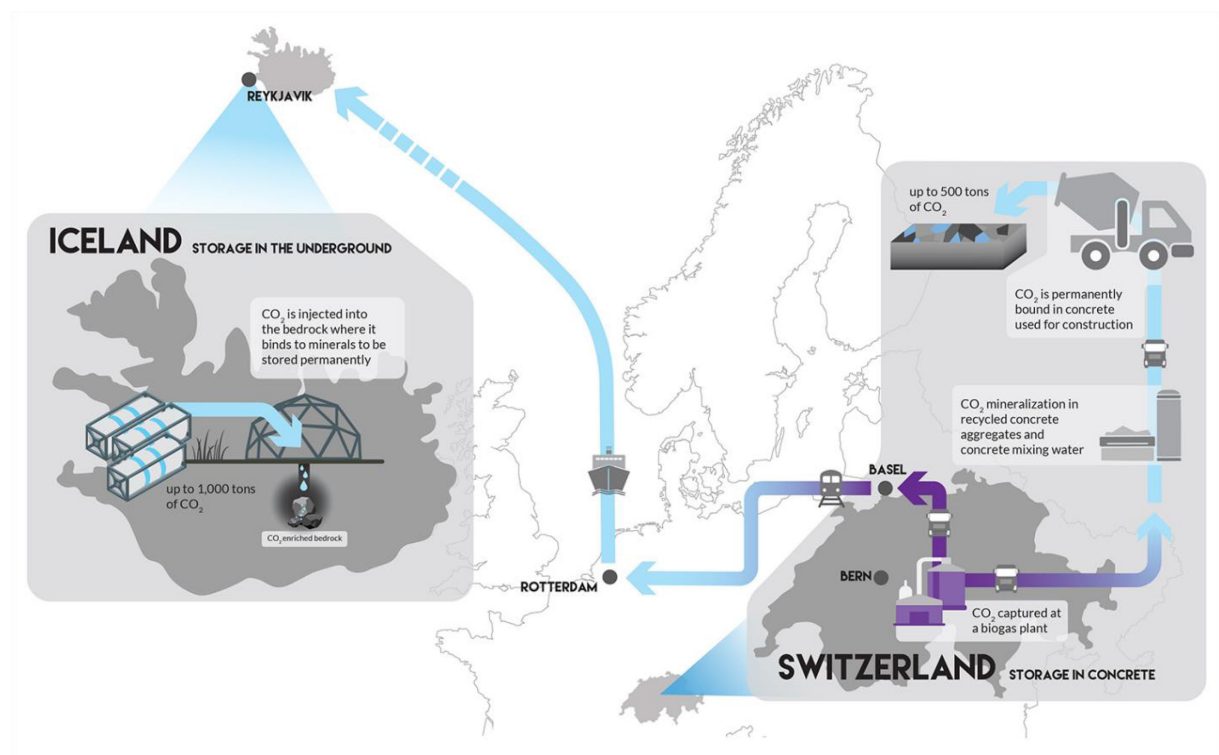 REYKJAVIK
ICELAND STORAGE IN THE UNDERGROUND
CO₂ is injected into
the bedrock where it
binds to minerals to be
stored permanently
up to 1,000 tons
of CO₂
CO₂ enriched bedrock
ROTTERDAM
up to 500 tons
of CO₂
CO₂ is permanently
bound in concrete
used for construction
CO₂ mineralization in
recycled concrete
aggregates and
concrete mixing water
BASEL
BERN
CO₂ captured at
a biogas plant
SWITZERLAND STORAGE IN CONCRETE